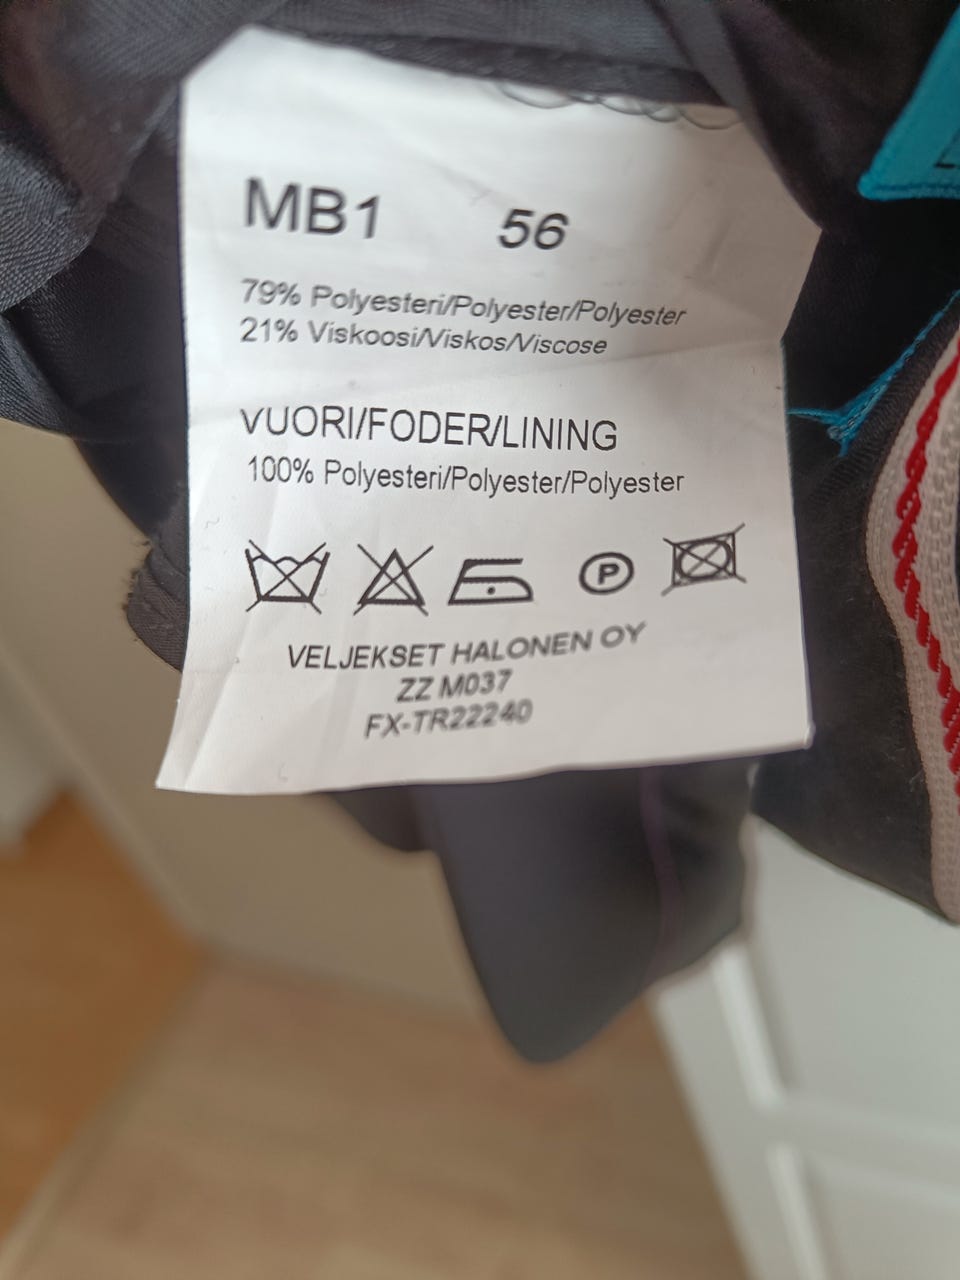 MB1 56
79% Polyesteri/Polyester/Polyester
21% Viskoosi/Viskos/Viscose
VUORI/FODER/LINING
100% Polyesteri/Polyester/Polyester
P
VELJEKSET HALONEN OY
ZZ M037
FX-TR22240